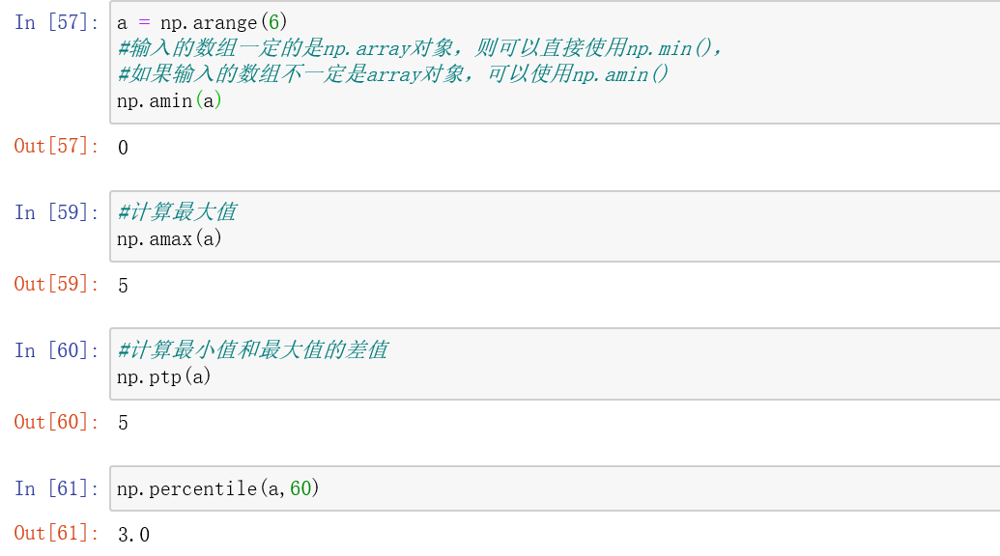 In [57]: a = np.arange(6)
#输入的数组一定的是np.array对象，则可以直接使用np.min()，
#如果输入的数组不一定是array对象，可以使用np.amin()
np.amin(a)
Out[57]: 0
In [59]: #计算最大值
np.amax(a)
Out[59]: 5
In [60]: #计算最小值和最大值的差值
np.ptp(a)
Out[60]: 5
In [61]: np.percentile(a,60)
Out[61]: 3.0